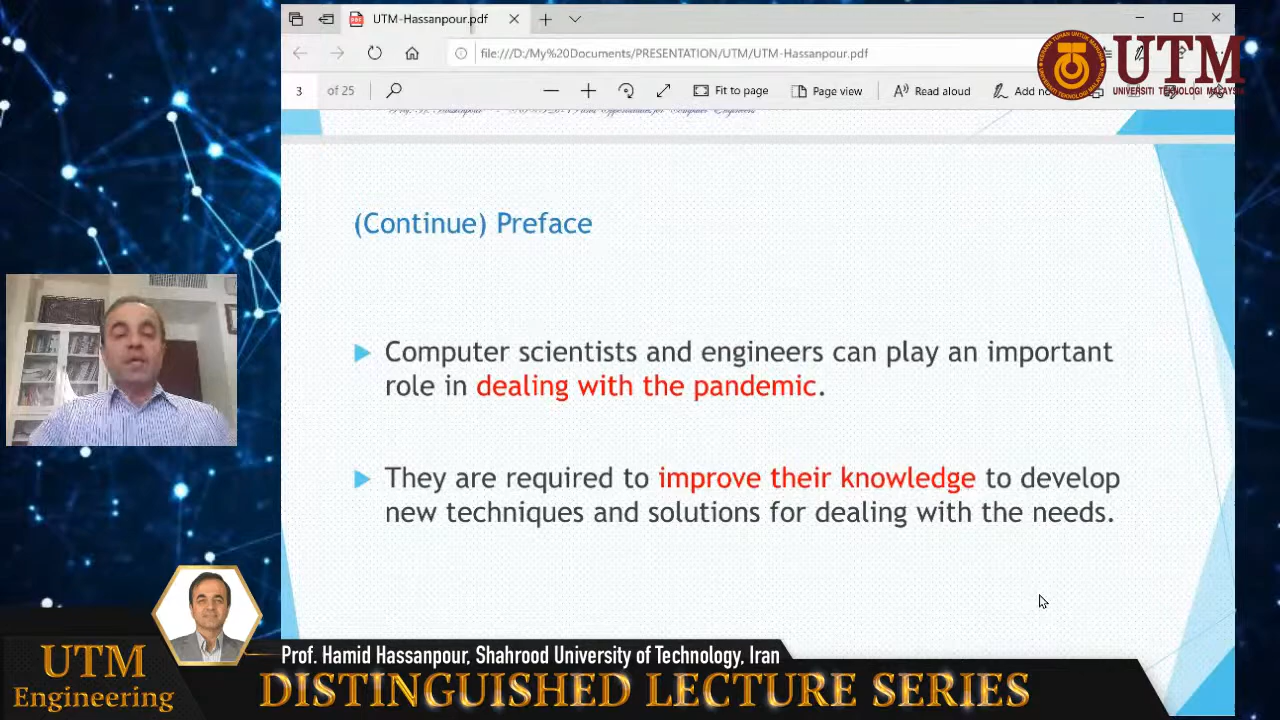 UTM-Hassanpour.pdf
file:///D:/My%20Documents/PRESENTATION/UTM/UTM-Hassanpour.pdf
UTM
UNIVERSITI TEKNOLOGI MALAYSIA
3 of 25
Fit to page
Page view
Read aloud
Add no
(Continue) Preface
Computer scientists and engineers can play an important
role in dealing with the pandemic.
They are required to improve their knowledge to develop
new techniques and solutions for dealing with the needs.
Prof. Hamid Hassanpour, Shahrood University of Technology, Iran
UTM
Engineering
DISTINGUISHED LECTURE SERIES